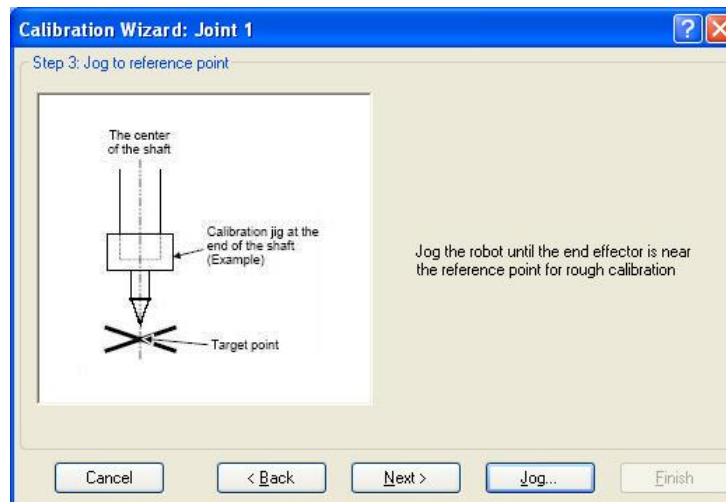 Calibration Wizard: Joint 1
Step 3: Jog to reference point
The center
of the shaft
Calibration jig at the
end of the shaft
(Example)
Target point
Jog the robot until the end effector is near
the reference point for rough calibration
Cancel
< Back
Next >
Jog...
Finish